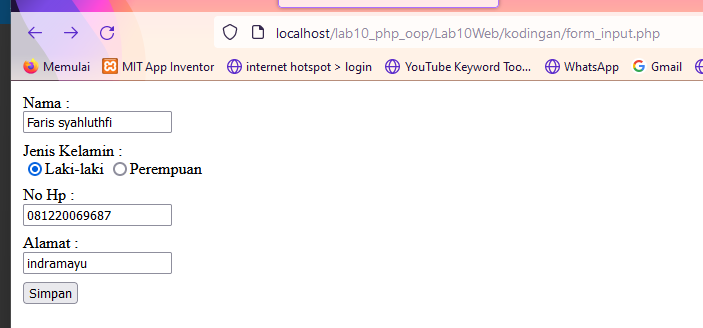 localhost/lab10_php_oop/Lab10Web/kodingan/form_input.php
Memulai MIT App Inventor internet hotspot > login YouTube Keyword Too... WhatsApp Gmail
Nama :
Faris syahluthfi
Jenis Kelamin :
Laki-laki Perempuan
No Hp :
081220069687
Alamat :
indramayu
Simpan